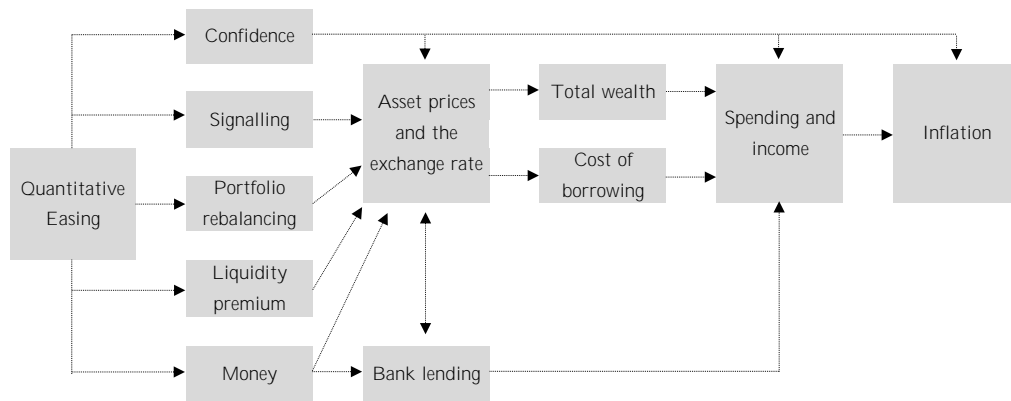 Quantitative
Easing
Confidence
Signalling
Portfolio
rebalancing
Liquidity
premium
Money
Asset prices
and the
exchange rate
Bank lending
Total wealth
Cost of
borrowing
Spending and
income
Inflation